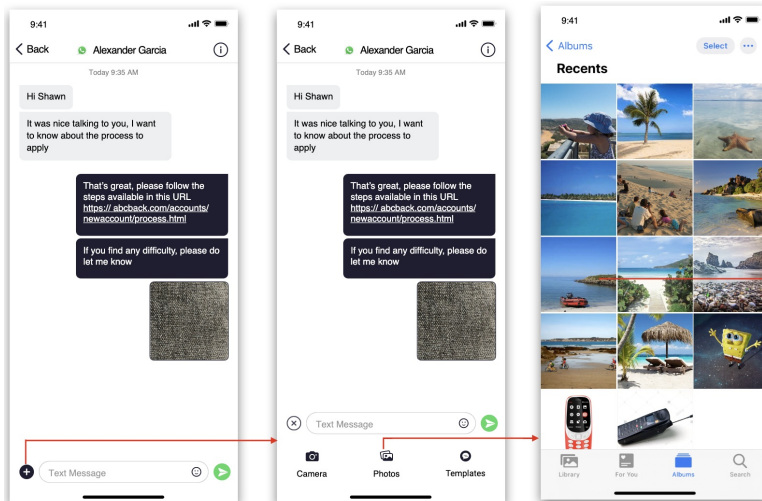 9:41
Back
Alexander Garcia
Today 9:35 AM
Hi Shawn
It was nice talking to you, I want
to know about the process to
apply
That's great, please follow the
steps available in this URL
https:// abcback.com/accounts/
newaccount/process.html
If you find any difficulty, please do
let me know
Text Message
9:41
Back
Alexander Garcia
Today 9:35 AM
Hi Shawn
It was nice talking to you, I want
to know about the process to
apply
That's great, please follow the
steps available in this URL
https:// abcback.com/accounts/
newaccount/process.html
If you find any difficulty, please do
let me know
Text Message
Camera Photos Templates
9:41
Albums Select
Recents
Library For You Albums Search